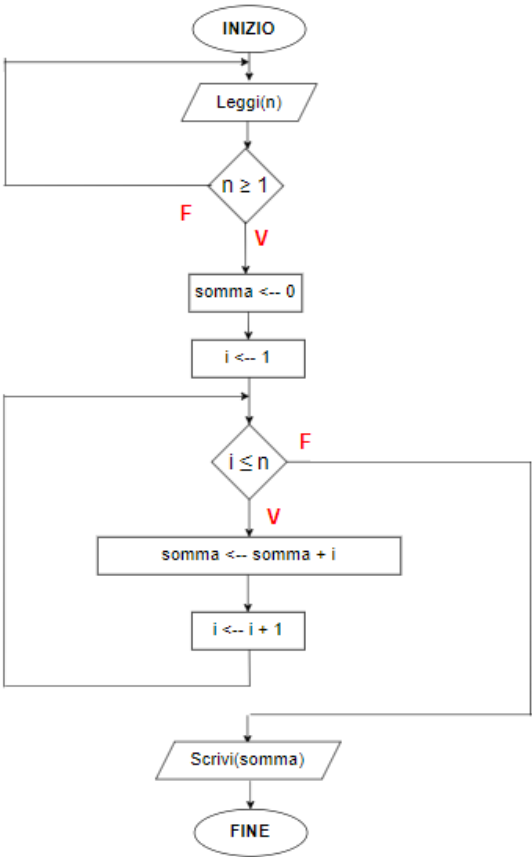 INIZIO
Leggi(n)
n ≥ 1
F
V
somma <-- 0
i <-- 1
i ≤ n
F
V
somma <-- somma + i
i <-- i + 1
Scrivi(somma)
FINE